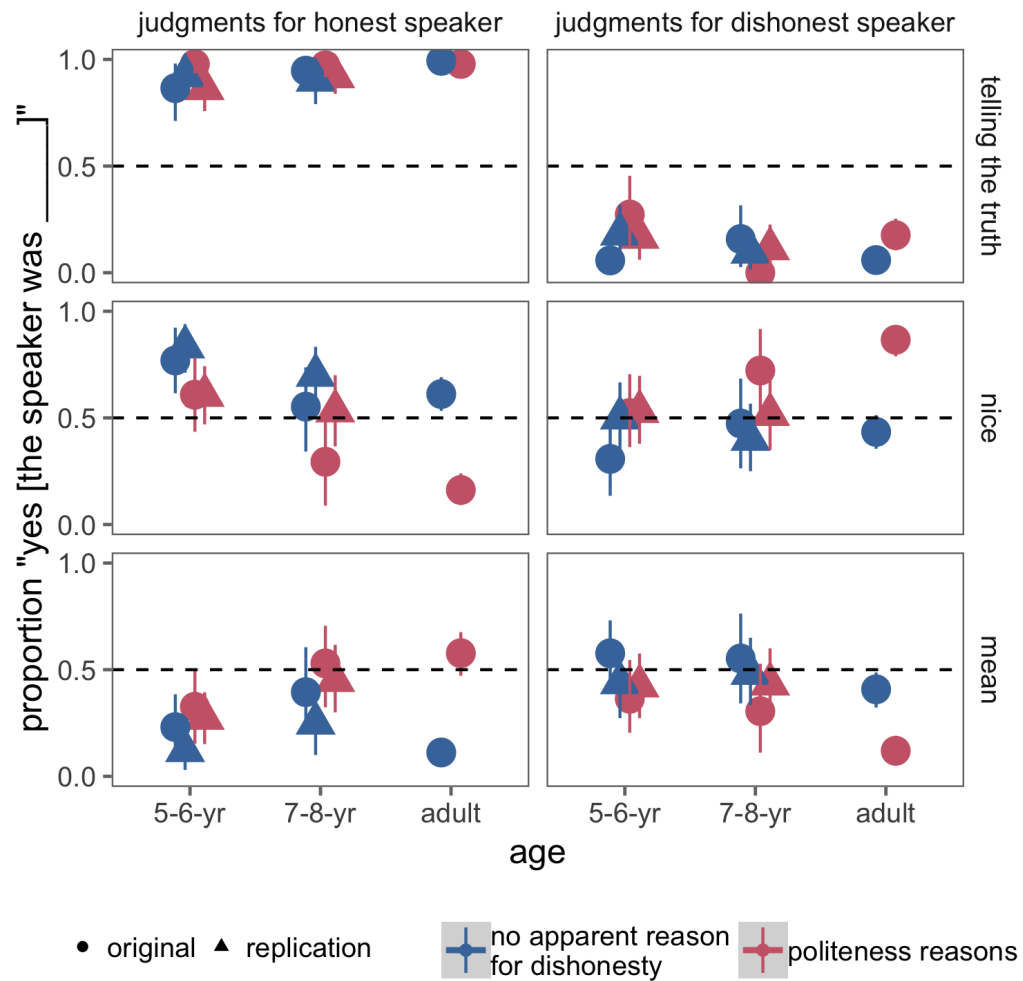 judgments for honest speaker
judgments for dishonest speaker
proportion "yes [the speaker was _____]"
1.0
0.5
0.0
telling the truth
1.0
0.5
0.0
nice
1.0
0.5
0.0
mean
5-6-yr
7-8-yr
adult
5-6-yr
7-8-yr
adult
age
original
replication
no apparent reason
for dishonesty
politeness reasons